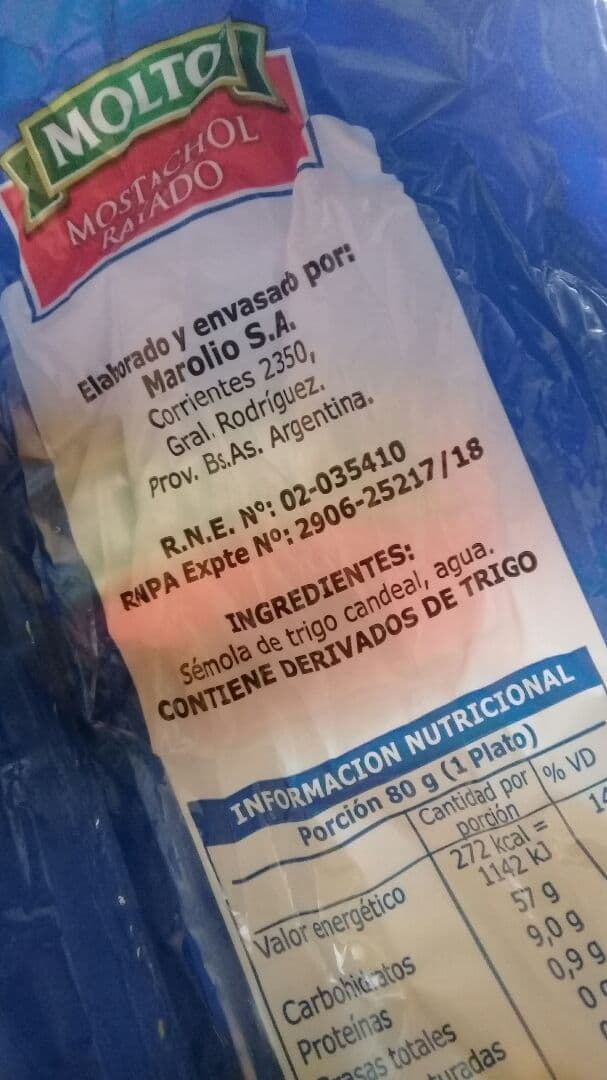 MOLTO
MOSTACHOL
RAYADO
Elaborado y envasado por:
Marolio S.A.
Corrientes 2350,
Gral. Rodríguez.
Prov. Bs.As. Argentina.
R.N.E. Nº: 02-035410
RNPA Expte Nº: 2906-25217/18
INGREDIENTES:
Sémola de trigo candeal, agua.
CONTIENE DERIVADOS DE TRIGO
INFORMACION NUTRICIONAL
Porción 80 g (1 Plato)
Cantidad por porción % VD
Valor energético 272 kcal = 1142 kJ 14
Carbohidratos 57 g
Proteínas 9,0 g
totales 0,9 g